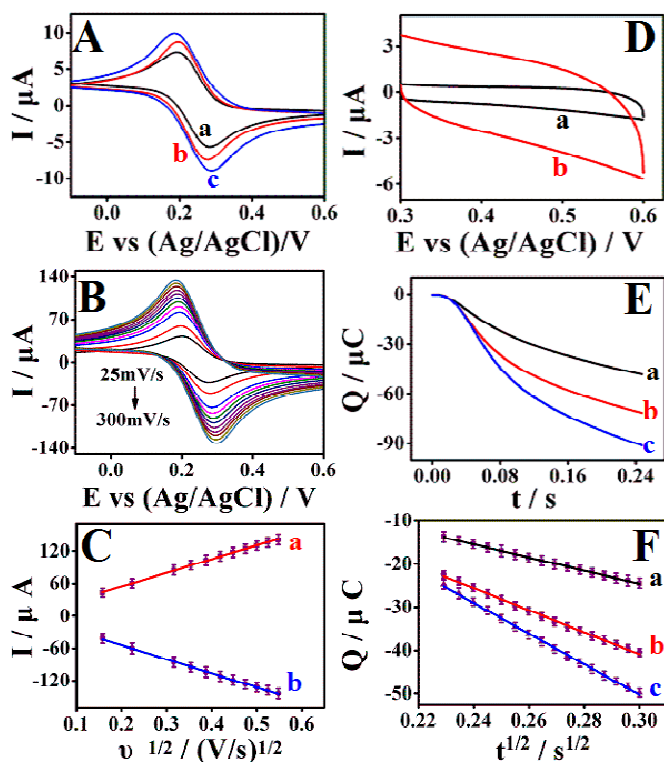 A
10
5
0
-5
-10
I / μA
a
b
c
0.0 0.2 0.4 0.6
E vs (Ag/AgCl)/V
D
3
0
-3
-6
I / μA
a
b
0.3 0.4 0.5 0.6
E vs (Ag/AgCl) / V
B
140
70
0
-70
-140
I / μA
25mV/s
300mV/s
0.0 0.2 0.4 0.6
E vs (Ag/AgCl) / V
E
0
-30
-60
-90
Q / μC
a
b
c
0.00 0.08 0.16 0.24
t / s
C
120
60
0
-60
-120
I / μ A
a
b
0.1 0.2 0.3 0.4 0.5 0.6
υ 1/2 / (V/s)1/2
F
-10
-20
-30
-40
-50
Q / μ C
a
b
c
0.22 0.24 0.26 0.28 0.30
t1/2 / s1/2